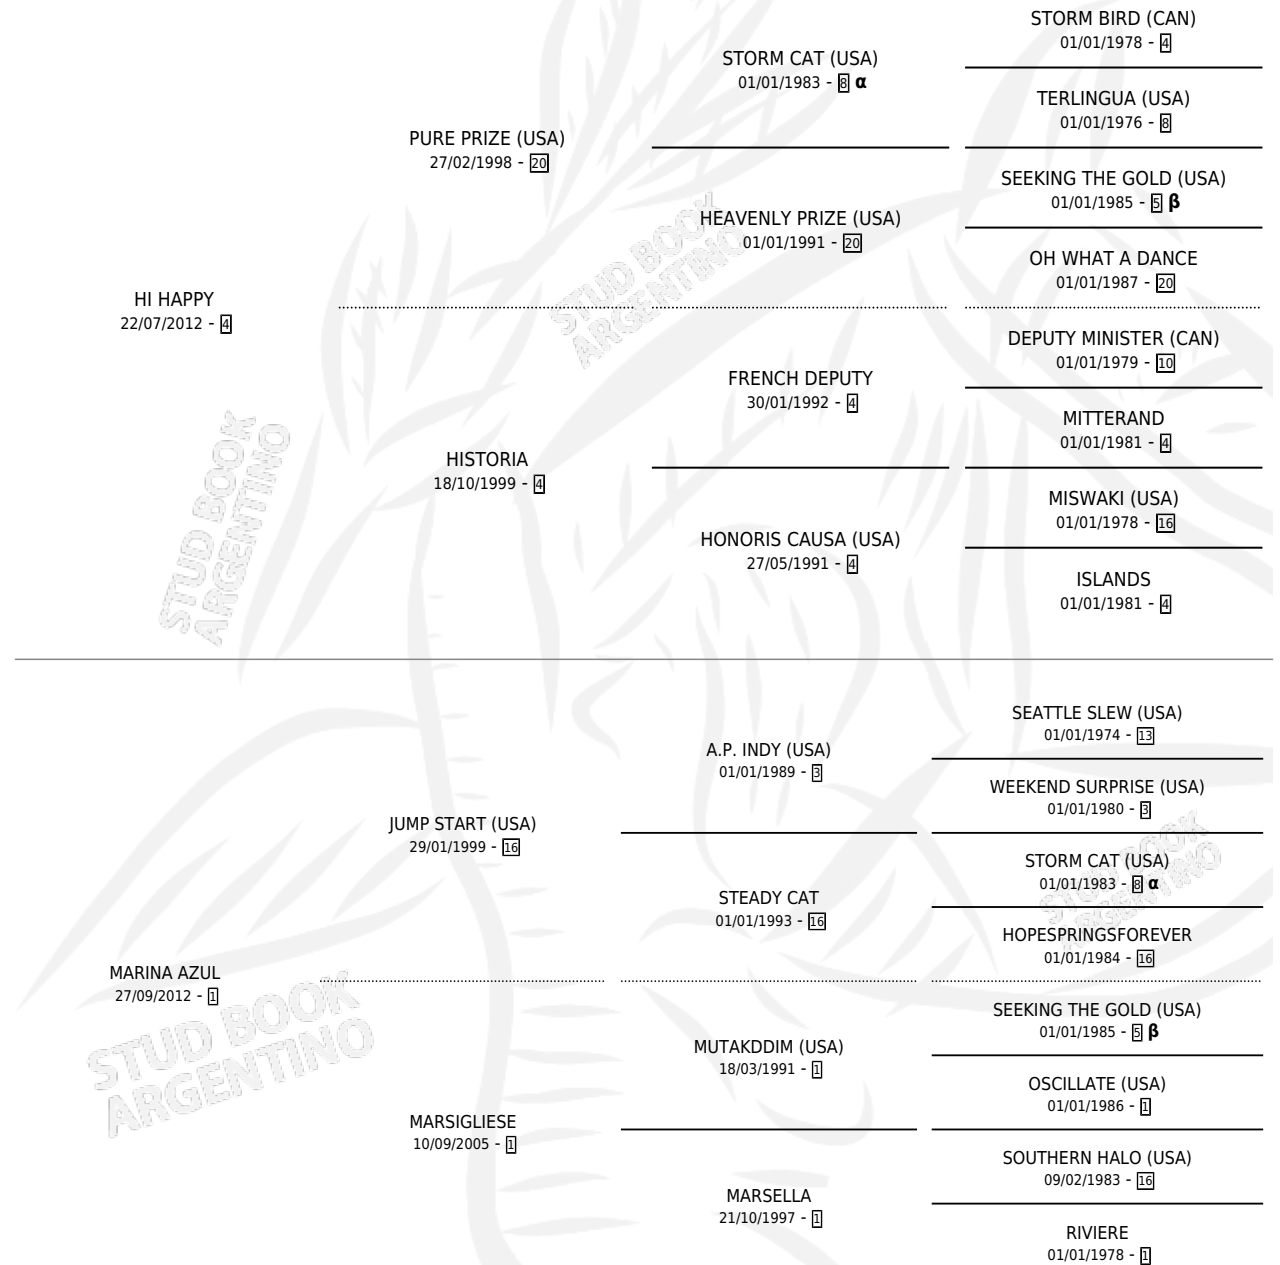 STORM BIRD (CAN)
01/01/1978 - 4
STORM CAT (USA)
01/01/1983 - 8 α
TERLINGUA (USA)
01/01/1976 - 8
PURE PRIZE (USA)
27/02/1998 - 20
SEEKING THE GOLD (USA)
01/01/1985 - 5 β
HEAVENLY PRIZE (USA)
01/01/1991 - 20
OH WHAT A DANCE
01/01/1987 - 20
HI HAPPY
22/07/2012 - 4
DEPUTY MINISTER (CAN)
01/01/1979 - 10
FRENCH DEPUTY
30/01/1992 - 4
MITTERAND
01/01/1981 - 4
HISTORIA
18/10/1999 - 4
MISWAKI (USA)
01/01/1978 - 16
HONORIS CAUSA (USA)
27/05/1991 - 4
ISLANDS
01/01/1981 - 4
SEATTLE SLEW (USA)
01/01/1974 - 13
A.P. INDY (USA)
01/01/1989 - 3
WEEKEND SURPRISE (USA)
01/01/1980 - 3
JUMP START (USA)
29/01/1999 - 16
STORM CAT (USA)
01/01/1983 - 8 α
STEADY CAT
01/01/1993 - 16
HOPESPRINGSFOREVER
01/01/1984 - 16
MARINA AZUL
27/09/2012 - 1
SEEKING THE GOLD (USA)
01/01/1985 - 5 β
MUTAKDDIM (USA)
18/03/1991 - 1
OSCILLATE (USA)
01/01/1986 - 1
MARSIGLIESE
10/09/2005 - 1
SOUTHERN HALO (USA)
09/02/1983 - 16
MARSELLA
21/10/1997 - 1
RIVIERE
01/01/1978 - 1
STUD BOOK
ARGENTINO
STUD BOOK
ARGENTINO
STUD BOOK
ARGENTINO
STUD BOOK
ARGENTINO